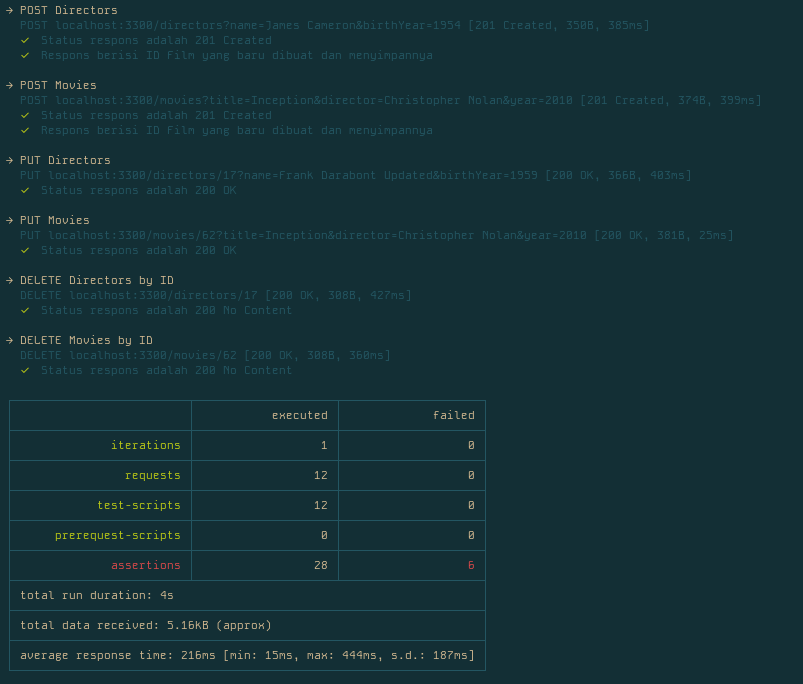 → POST Directors
POST localhost:3300/directors?name=James Cameron&birthYear=1954 [201 Created, 350B, 385ms]
✓ Status respons adalah 201 Created
✓ Respons berisi ID Film yang baru dibuat dan menyimpannya
→ POST Movies
POST localhost:3300/movies?title=Inception&director=Christopher Nolan&year=2010 [201 Created, 374B, 399ms]
✓ Status respons adalah 201 Created
✓ Respons berisi ID Film yang baru dibuat dan menyimpannya
→ PUT Directors
PUT localhost:3300/directors/17?name=Frank Darabont Updated&birthYear=1959 [200 OK, 366B, 403ms]
✓ Status respons adalah 200 OK
→ PUT Movies
PUT localhost:3300/movies/62?title=Inception&director=Christopher Nolan&year=2010 [200 OK, 381B, 25ms]
✓ Status respons adalah 200 OK
→ DELETE Directors by ID
DELETE localhost:3300/directors/17 [200 OK, 308B, 427ms]
✓ Status respons adalah 200 No Content
→ DELETE Movies by ID
DELETE localhost:3300/movies/62 [200 OK, 308B, 360ms]
✓ Status respons adalah 200 No Content
executed failed
iterations 1 0
requests 12 0
test-scripts 12 0
prerequest-scripts 0 0
assertions 28 6
total run duration: 4s
total data received: 5.16kB (approx)
average response time: 216ms [min: 15ms, max: 444ms, s.d.: 187ms]